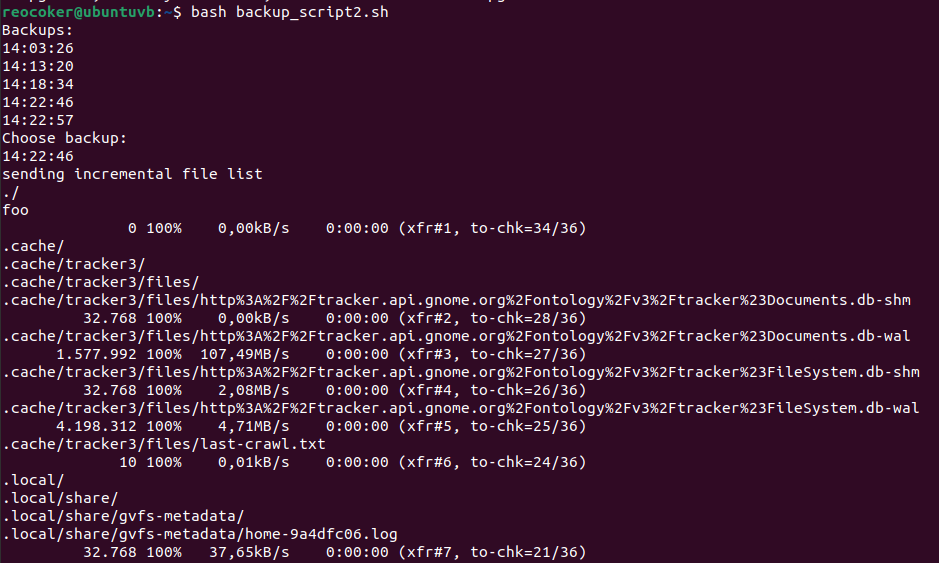 reocoker@ubuntuvb:~$ bash backup_script2.sh
Backups:
14:03:26
14:13:20
14:18:34
14:22:46
14:22:57
Choose backup:
14:22:46
sending incremental file list
./
foo
0 100% 0,00kB/s 0:00:00 (xfr#1, to-chk=34/36)
.cache/
.cache/tracker3/
.cache/tracker3/files/
.cache/tracker3/files/http%3A%2F%2Ftracker.api.gnome.org%2Fontology%2Fv3%2Ftracker%23Documents.db-shm
32.768 100% 0,00kB/s 0:00:00 (xfr#2, to-chk=28/36)
.cache/tracker3/files/http%3A%2F%2Ftracker.api.gnome.org%2Fontology%2Fv3%2Ftracker%23Documents.db-wal
1.577.992 100% 107,49MB/s 0:00:00 (xfr#3, to-chk=27/36)
.cache/tracker3/files/http%3A%2F%2Ftracker.api.gnome.org%2Fontology%2Fv3%2Ftracker%23FileSystem.db-shm
32.768 100% 2,08MB/s 0:00:00 (xfr#4, to-chk=26/36)
.cache/tracker3/files/http%3A%2F%2Ftracker.api.gnome.org%2Fontology%2Fv3%2Ftracker%23FileSystem.db-wal
4.198.312 100% 4,71MB/s 0:00:00 (xfr#5, to-chk=25/36)
.cache/tracker3/files/last-crawl.txt
10 100% 0,01kB/s 0:00:00 (xfr#6, to-chk=24/36)
.local/
.local/share/
.local/share/gvfs-metadata/
.local/share/gvfs-metadata/home-9a4dfc06.log
32.768 100% 37,65kB/s 0:00:00 (xfr#7, to-chk=21/36)